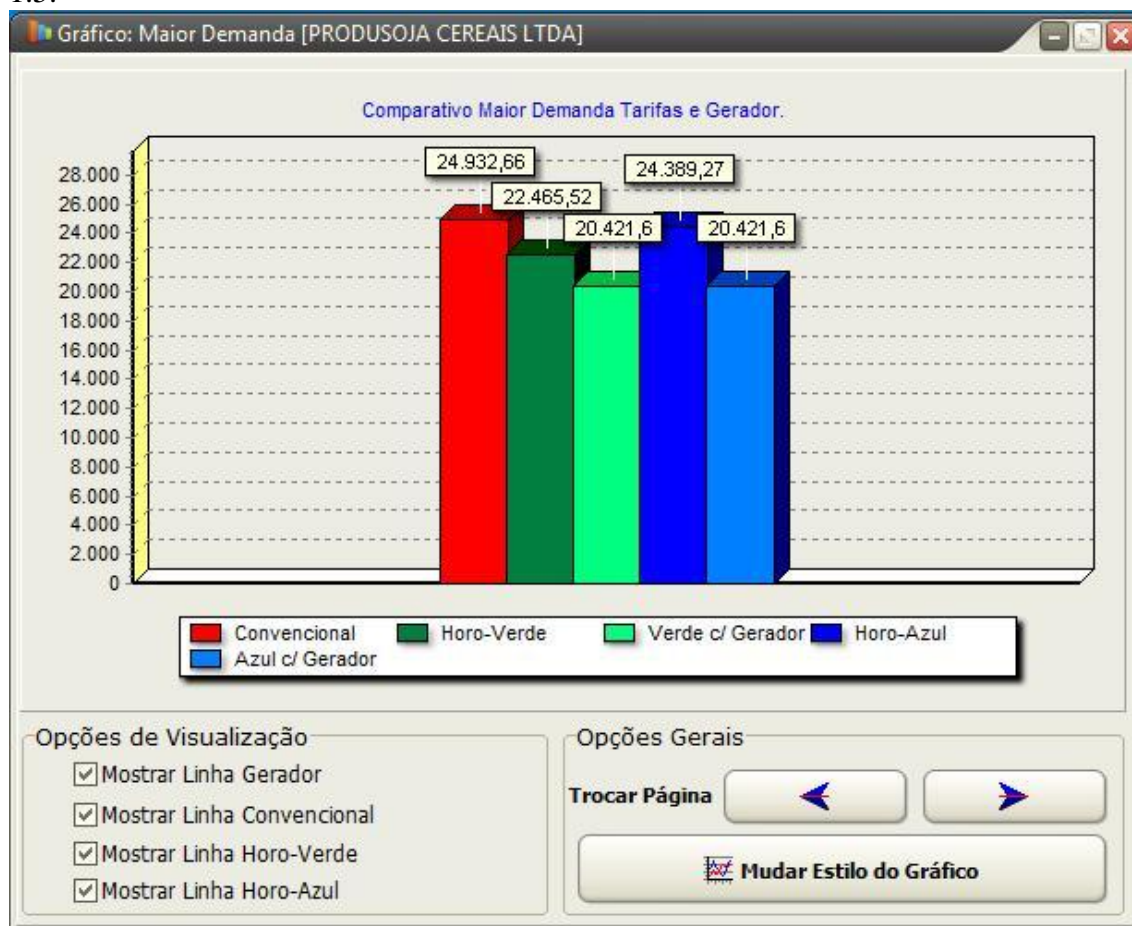 Gráfico: Maior Demanda [PRODUSOJA CEREAIS LTDA]
Comparativo Maior Demanda Tarifas e Gerador.
24.932,66
24.389,27
22.465,52
20.421,6
20.421,6
28.000
26.000
24.000
22.000
20.000
18.000
16.000
14.000
12.000
10.000
8.000
6.000
4.000
2.000
0
Convencional Horo-Verde Verde c/ Gerador Horo-Azul
Azul c/ Gerador
Opções de Visualização
Mostrar Linha Gerador
Mostrar Linha Convencional
Mostrar Linha Horo-Verde
Mostrar Linha Horo-Azul
Opções Gerais
Trocar Página
Mudar Estilo do Gráfico